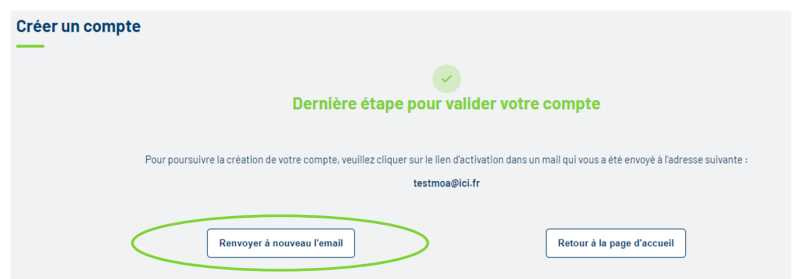 Créer un compte
Dernière étape pour valider votre compte
Pour poursuivre la création de votre compte, veuillez cliquer sur le lien d'activation dans un mail qui vous a été envoyé à l'adresse suivante :
testmoa@ici.fr
Renvoyer à nouveau l'email
Retour à la page d'accueil